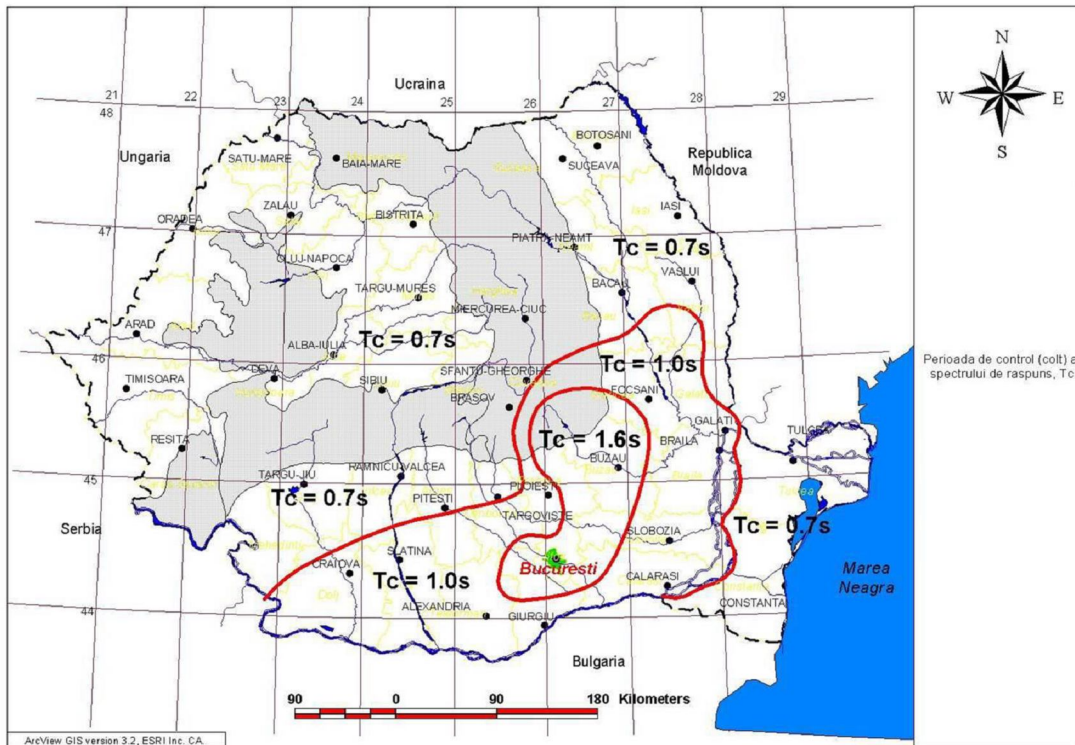 Ucraina
21 22 23 24 25 26 27 28 29
48
47
46
45
44
Ungaria
Republica
Moldova
Serbia
Bulgaria
Marea
Neagra
SATU-MARE
BAIA-MARE
BOTOSANI
SUCEAVA
ZALAU
BISTRITA
IASI
ORADEA
PIATRA-NEAMT
Tc = 0.7s
CLUJ-NAPOCA
VASLUI
BACAU
TARGU-MURES
MIERCUREA-CIUC
ARAD
ALBA-IULIA
Tc = 0.7s
Tc = 1.0s
DEVA
SFANTU-GHEORGHE
TIMISOARA
SIBIU
BRASOV
FOCSANI
GALATI
TULCEA
RESITA
Tc = 1.6s
BRAILA
BUZAU
TARGU-JIU
RAMNICU-VALCEA
Tc = 0.7s
PITESTI
PLOIESTI
TARGOVISTE
Tc = 0.7s
SLOBOZIA
SLATINA
Bucuresti
CRAIOVA
Tc = 1.0s
CALARASI
ALEXANDRIA
GIURGIU
CONSTANTA
N
W E
S
Perioada de control (colt) a
spectrului de raspuns, Tc
90 0 90 180 Kilometers
ArcView GIS version 3.2, ESRI Inc. CA.